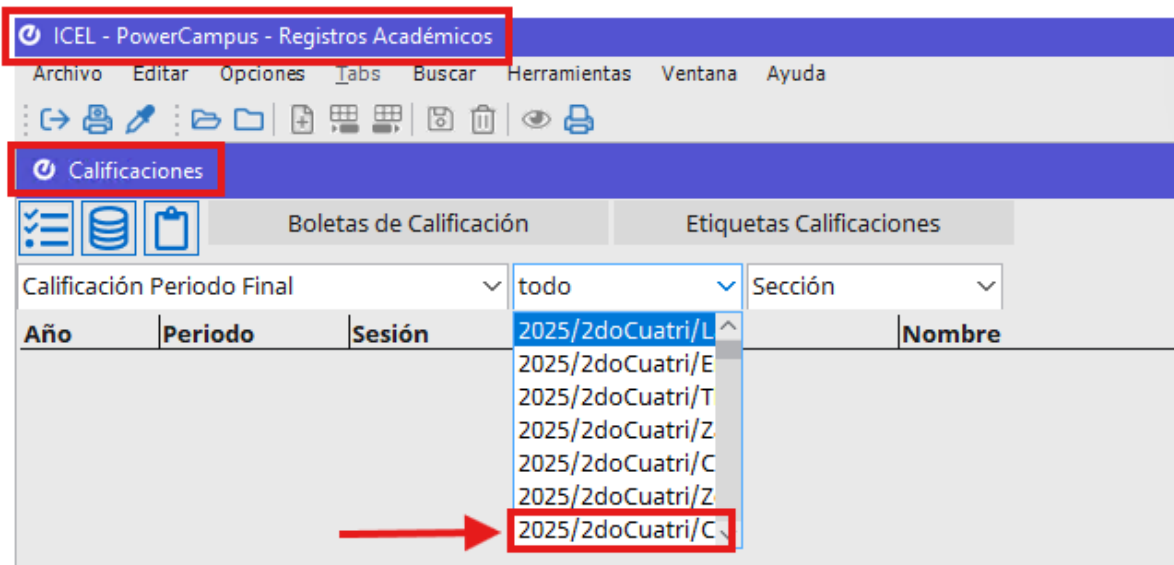 ICEL - PowerCampus - Registros Académicos
Archivo Editar Opciones Tabs Buscar Herramientas Ventana Ayuda
Calificaciones
Boletas de Calificación Etiquetas Calificaciones
Calificación Periodo Final todo Sección
Año Periodo Sesión Nombre
2025/2doCuatri/L
2025/2doCuatri/E
2025/2doCuatri/T
2025/2doCuatri/Z
2025/2doCuatri/C
2025/2doCuatri/Z
2025/2doCuatri/C